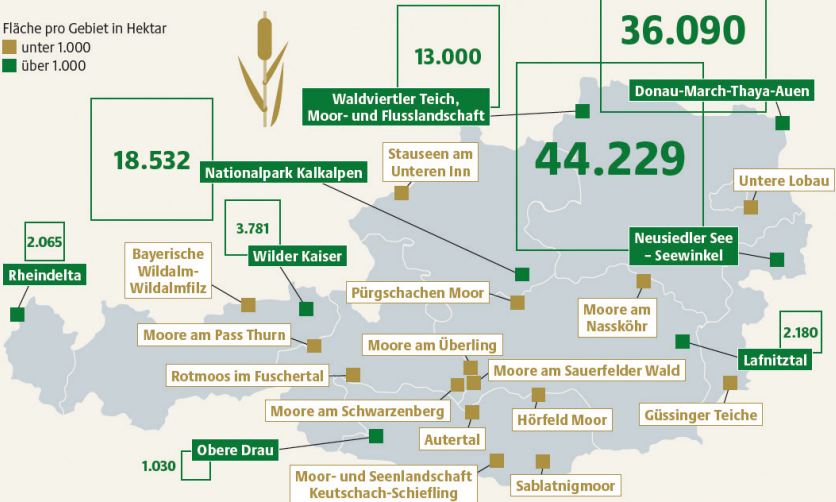 Fläche pro Gebiet in Hektar
unter 1.000
über 1.000
36.090
13.000
Waldviertler Teich,
Moor- und Flusslandschaft
Donau-March-Thaya-Auen
18.532
Nationalpark Kalkalpen
Stauseen am
Unteren Inn
44.229
Untere Lobau
2.065
Rheindelta
3.781
Wilder Kaiser
Neusiedler See
– Seewinkel
Bayerische
Wildalm-
Wildalmfilz
Pürgschachen Moor
Moore am
Nassköhr
Moore am Pass Thurn
Moore am Überling
2.180
Lafnitztal
Rotmoos im Fuschertal
Moore am Sauerfelder Wald
Moore am Schwarzenberg
Hörfeld Moor
Güssinger Teiche
Autertal
Obere Drau
1.030
Moor- und Seenlandschaft
Keutschach-Schiefling
Sablatnigmoor